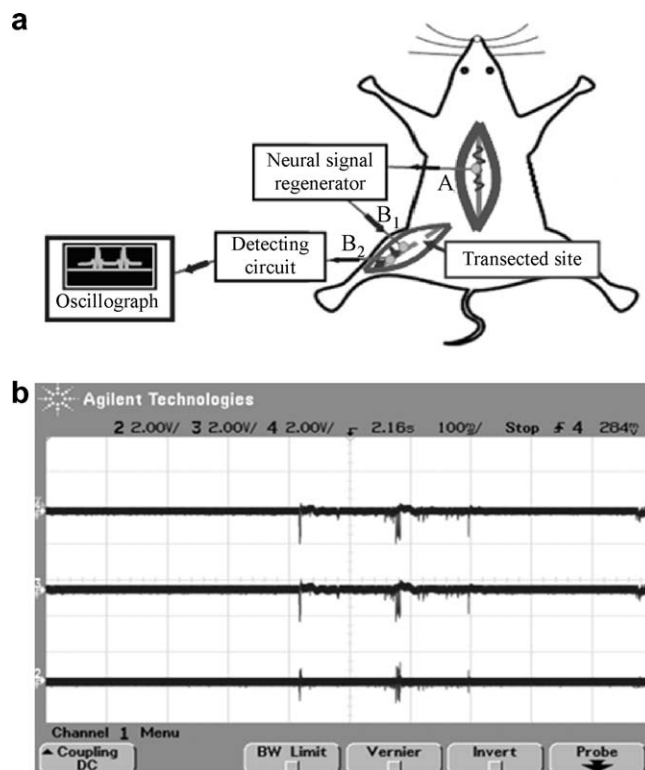 a
Neural signal
regenerator
A
B1
B2
Detecting
circuit
Oscillograph
Transected site
b
Agilent Technologies
2 2.00V/ 3 2.00V/ 4 2.00V/ 2.16s 100㎳/ Stop 4 284mV
Channel 1 Menu
Coupling
DC
BW Limit
Vernier
Invert
Probe